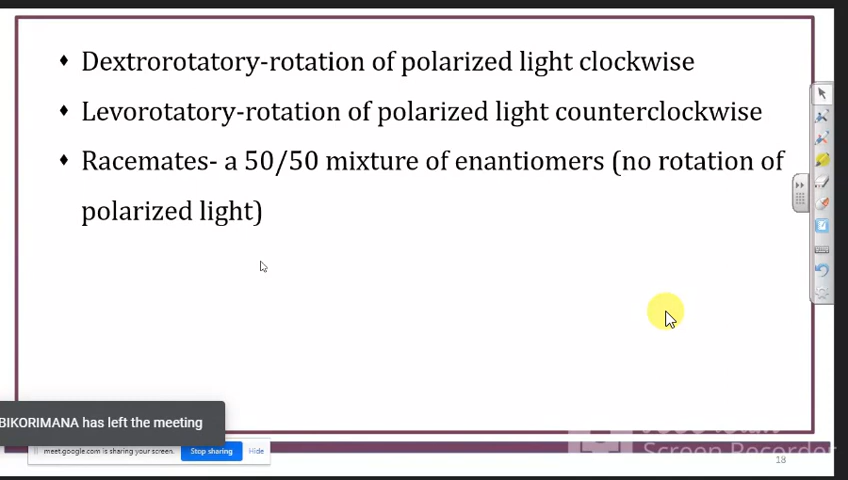 Dextrorotatory-rotation of polarized light clockwise
Levorotatory-rotation of polarized light counterclockwise
Racemates- a 50/50 mixture of enantiomers (no rotation of
polarized light)
BIKORIMANA has left the meeting
meet.google.com is sharing your screen.
Stop sharing
Hide
Screen Recorder
18